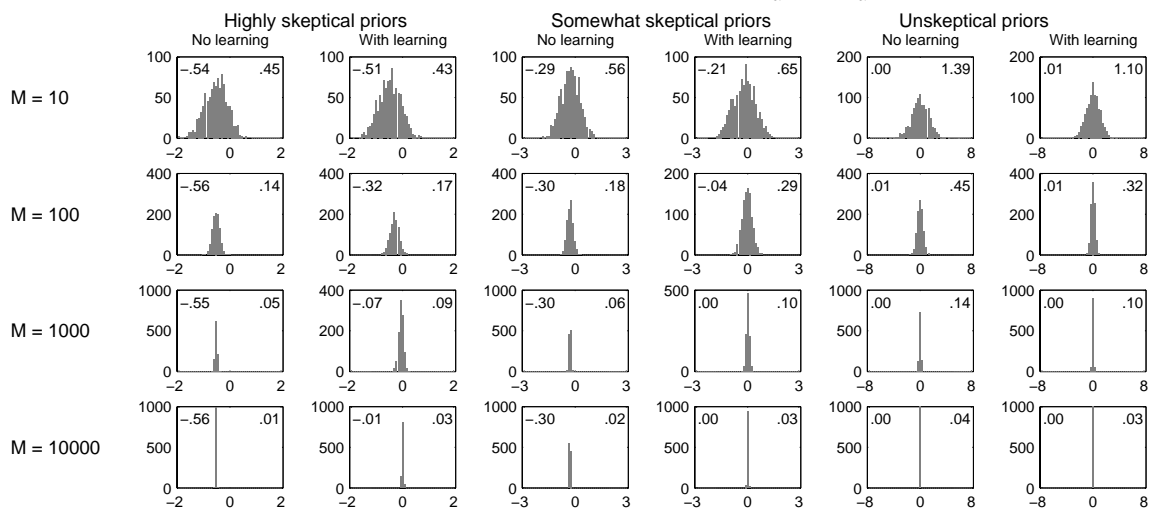 Highly skeptical priors Somewhat skeptical priors Unskeptical priors
No learning With learning No learning With learning No learning With learning
M = 10
100 50 0 −.54 .45 −2 0 2
100 50 0 −.51 .43 −2 0 2
100 50 0 −.29 .56 −3 0 3
100 50 0 −.21 .65 −3 0 3
200 100 0 .00 1.39 −8 0 8
200 100 0 .01 1.10 −8 0 8
M = 100
400 200 0 −.56 .14 −2 0 2
400 200 0 −.32 .17 −2 0 2
400 200 0 −.30 .18 −3 0 3
200 100 0 −.04 .29 −3 0 3
400 200 0 .01 .45 −8 0 8
400 200 0 .01 .32 −8 0 8
M = 1000
1000 500 0 −.55 .05 −2 0 2
400 200 0 −.07 .09 −2 0 2
1000 500 0 −.30 .06 −3 0 3
500 0 .00 .10 −3 0 3
1000 500 0 .00 .14 −8 0 8
1000 500 0 .00 .10 −8 0 8
M = 10000
1000 500 0 −.56 .01 −2 0 2
1000 500 0 −.01 .03 −2 0 2
1000 500 0 −.30 .02 −3 0 3
1000 500 0 .00 .03 −3 0 3
1000 500 0 .00 .04 −8 0 8
1000 500 0 .00 .03 −8 0 8